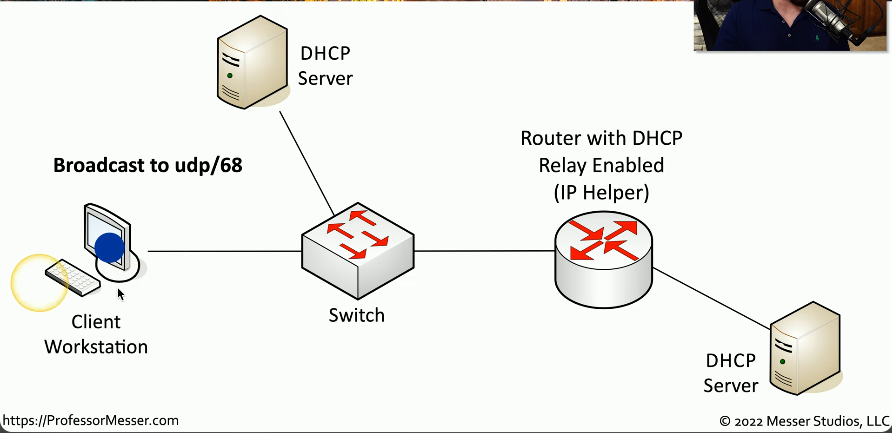 DHCP
Server
Router with DHCP
Relay Enabled
(IP Helper)
Broadcast to udp/68
Switch
Client
Workstation
DHCP
Server
https://ProfessorMesser.com
© 2022 Messer Studios, LLC